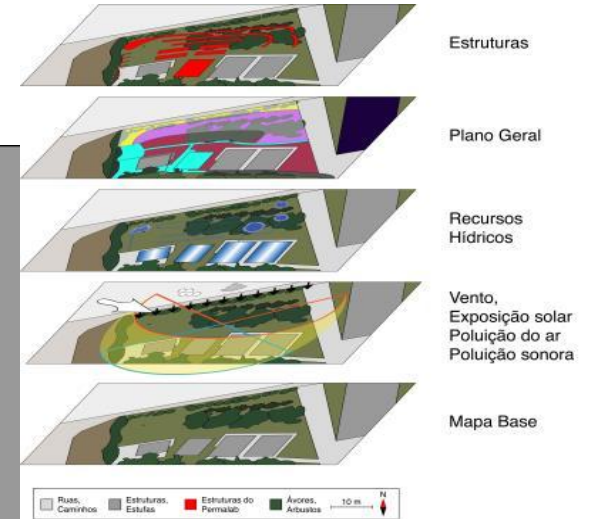 Estruturas
Plano Geral
Recursos
Hídricos
Vento,
Exposição solar
Poluição do ar
Poluição sonora
Mapa Base
Ruas,
Caminhos
Estruturas,
Estufas
Estruturas do
Permalab
Ávores,
Arbustos
10 m
N